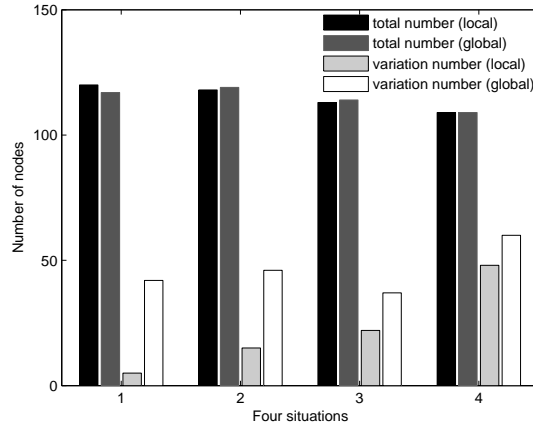 150
total number (local)
total number (global)
variation number (local)
variation number (global)
100
50
0
Number of nodes
1 2 3 4
Four situations